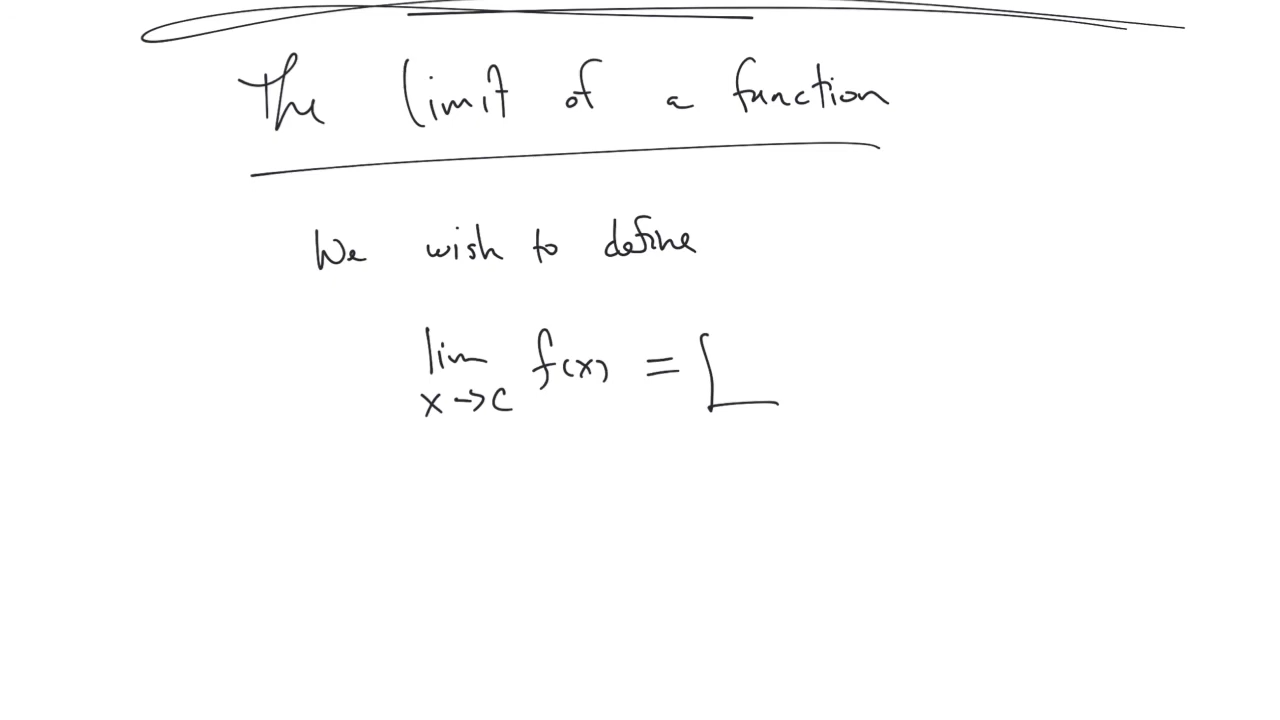 The limit of a function
We wish to define
lim f(x) = L
x→c